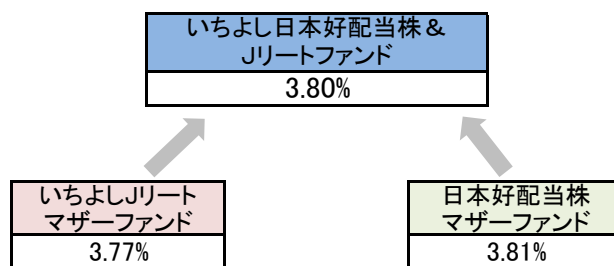 いちよし日本好配当株＆
Jリートファンド
3.80%
いちよしJリート
マザーファンド
3.77%
日本好配当株
マザーファンド
3.81%